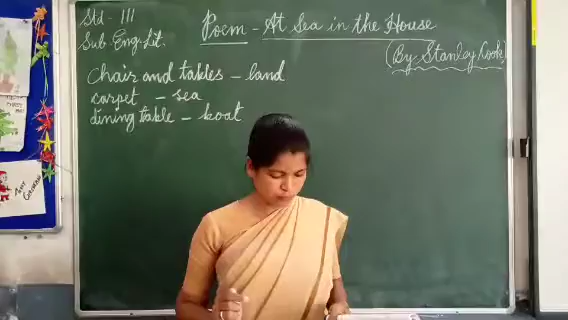 Std - III
Sub. Eng. Lit.
Poem - At Sea in the House
(By Stanley Cook)
chair and tables - land
carpet - sea
dining table - boat